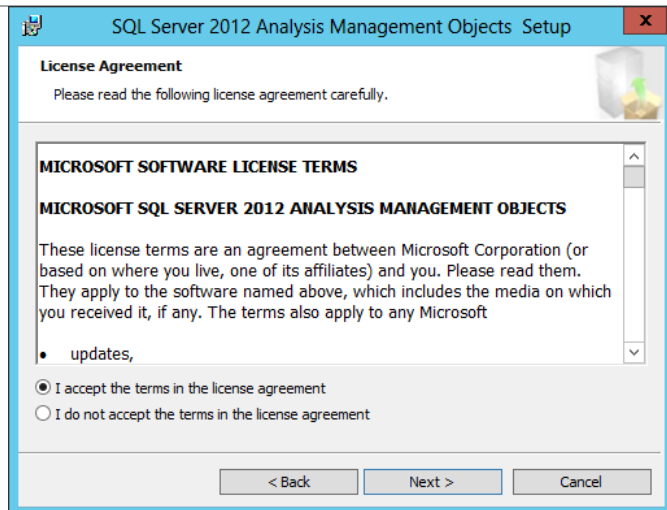 SQL Server 2012 Analysis Management Objects  Setup
x
License Agreement
Please read the following license agreement carefully.
MICROSOFT SOFTWARE LICENSE TERMS
MICROSOFT SQL SERVER 2012 ANALYSIS MANAGEMENT OBJECTS
These license terms are an agreement between Microsoft Corporation (or
based on where you live, one of its affiliates) and you. Please read them.
They apply to the software named above, which includes the media on which
you received it, if any. The terms also apply to any Microsoft
• updates,
I accept the terms in the license agreement
I do not accept the terms in the license agreement
< Back Next > Cancel